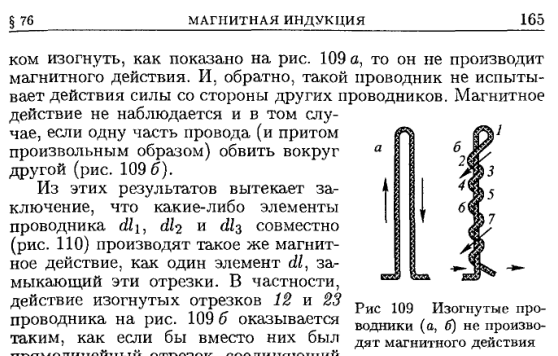 § 76 МАГНИТНАЯ ИНДУКЦИЯ 165
ком изогнуть, как показано на рис. 109 а, то он не производит
магнитного действия. И, обратно, такой проводник не испыты-
вает действия силы со стороны других проводников. Магнитное
действие не наблюдается и в том слу-
чае, если одну часть провода (и притом
произвольным образом) обвить вокруг
другой (рис. 109 б).
Из этих результатов вытекает за-
ключение, что какие-либо элементы
проводника dl1, dl2 и dl3 совместно
(рис. 110) производят такое же магнит-
ное действие, как один элемент dl, за-
мыкающий эти отрезки. В частности,
действие изогнутых отрезков 12 и 23
проводника на рис. 109 б оказывается
таким, как если бы вместо них был
прямолинейный отрезок, соединяющий
а
б
1
2
3
4
5
6
7
Рис 109 Изогнутые про-
водники (а, б) не произво-
дят магнитного действия